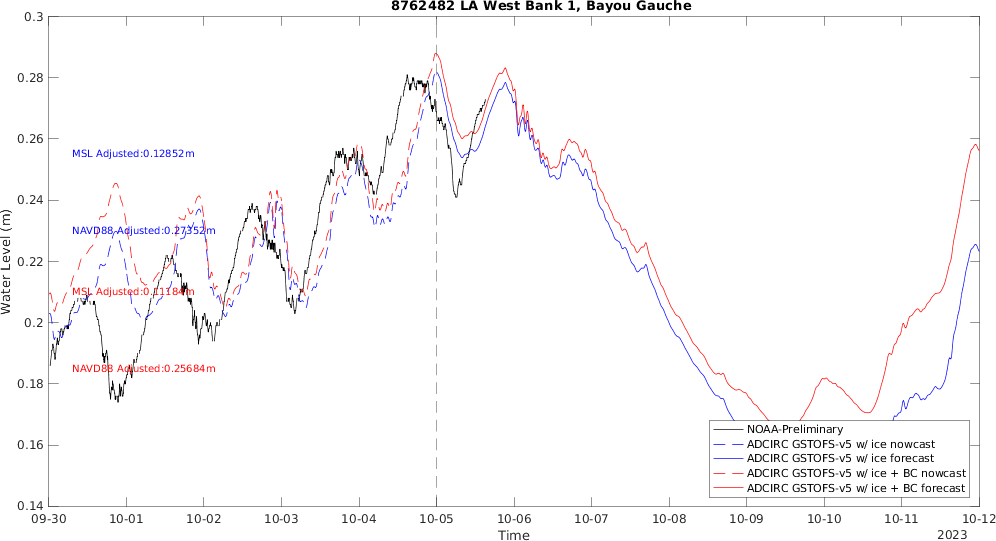 8762482 LA West Bank 1, Bayou Gauche
0.3
0.28
0.26
0.24
0.22
0.2
0.18
0.16
0.14
Water Level (m)
MSL Adjusted:0.12852m
NAVD88 Adjusted:0.27352m
MSL Adjusted:0.11184m
NAVD88 Adjusted:0.25684m
NOAA-Preliminary
ADCIRC GSTOFS-v5 w/ ice nowcast
ADCIRC GSTOFS-v5 w/ ice forecast
ADCIRC GSTOFS-v5 w/ ice + BC nowcast
ADCIRC GSTOFS-v5 w/ ice + BC forecast
09-30 10-01 10-02 10-03 10-04 10-05 10-06 10-07 10-08 10-09 10-10 10-11 10-12
Time
2023